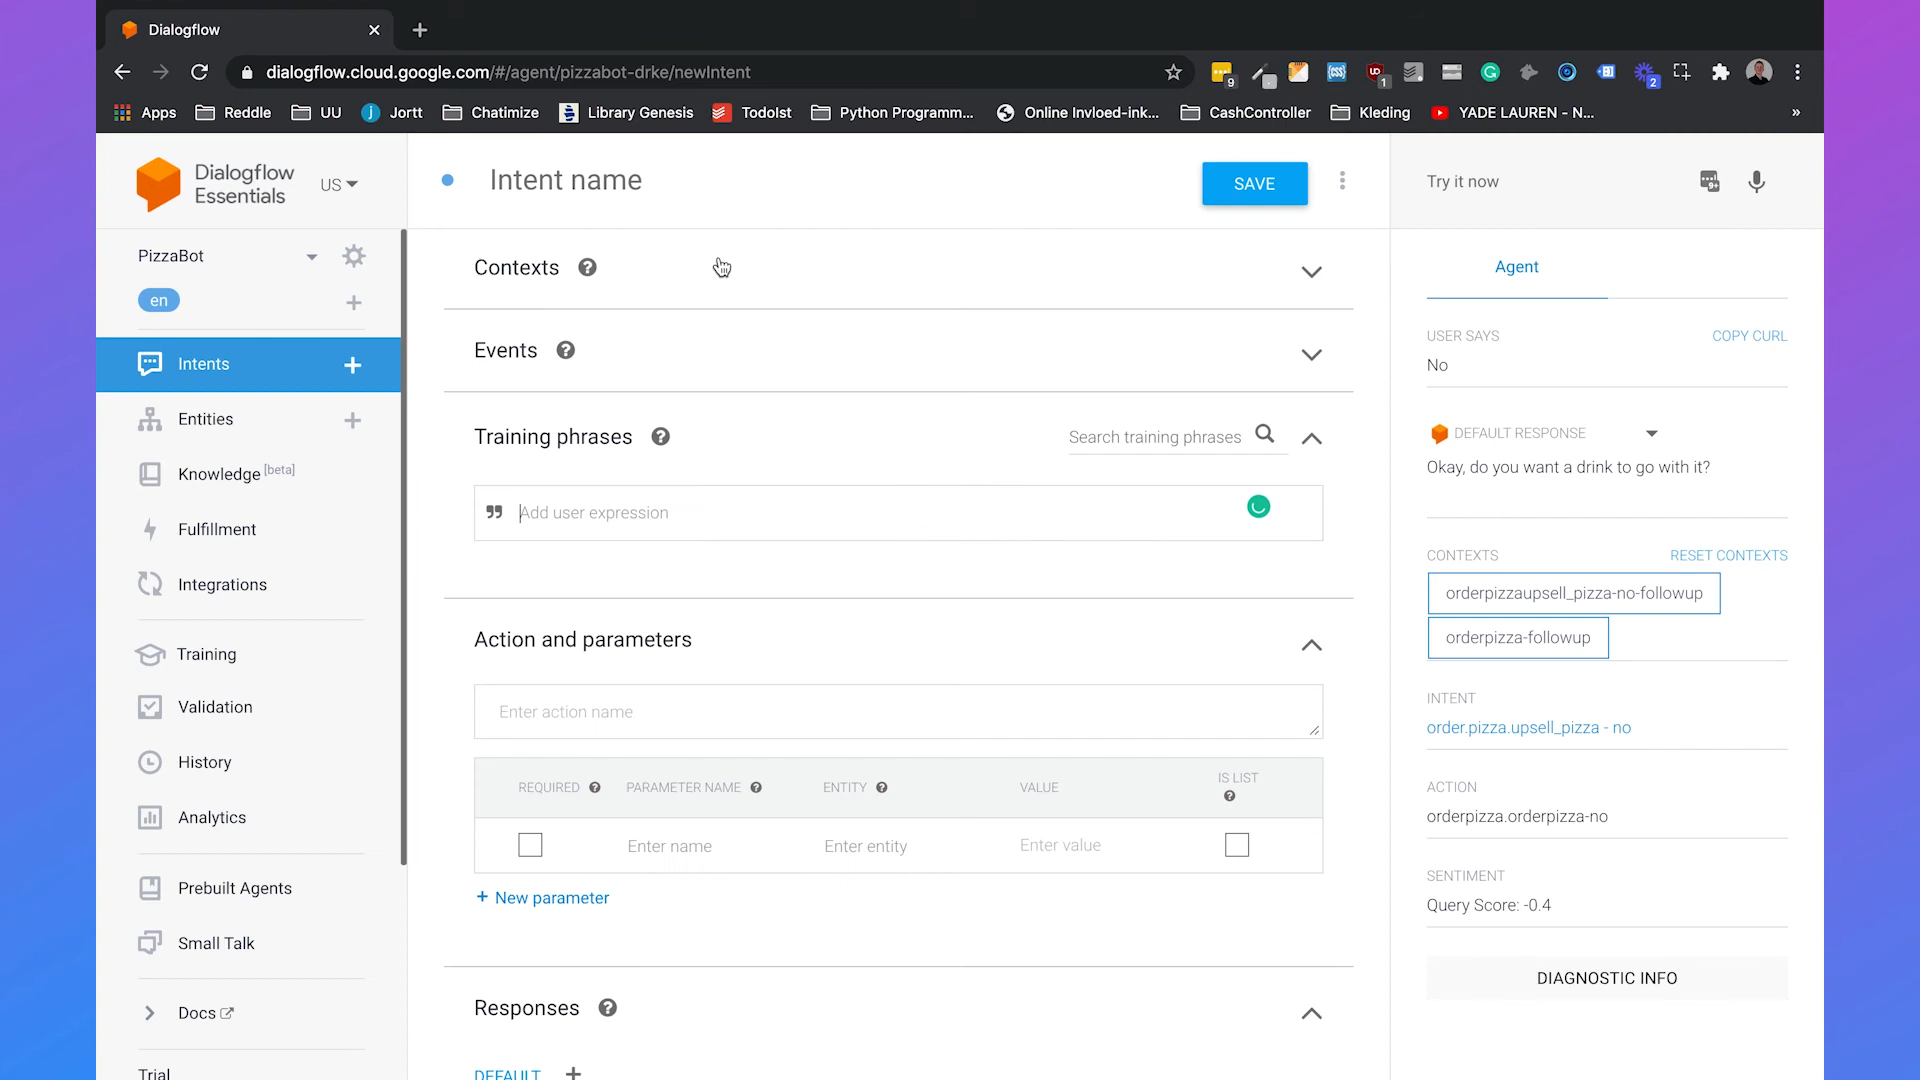 Dialogflow
dialogflow.cloud.google.com/#/agent/pizzabot-drke/newIntent
9
1
2
Apps
Reddle
UU
Jortt
Chatimize
Library Genesis
TodoIst
Python Programm...
Online Invloed-ink...
CashController
Kleding
YADE LAUREN - N...
»
Dialogflow
Essentials
US
PizzaBot
en
Intents
Entities
Knowledge [beta]
Fulfillment
Integrations
Training
Validation
History
Analytics
Prebuilt Agents
Small Talk
Docs
Trial
Intent name
SAVE
Contexts
Events
Training phrases
Search training phrases
Add user expression
Action and parameters
Enter action name
REQUIRED PARAMETER NAME ENTITY VALUE IS LIST
Enter name Enter entity Enter value
+ New parameter
Responses
DEFAULT +
Try it now
Agent
USER SAYS COPY CURL
No
DEFAULT RESPONSE
Okay, do you want a drink to go with it?
CONTEXTS RESET CONTEXTS
orderpizzaupsell_pizza-no-followup
orderpizza-followup
INTENT
order.pizza.upsell_pizza - no
ACTION
orderpizza.orderpizza-no
SENTIMENT
Query Score: -0.4
DIAGNOSTIC INFO